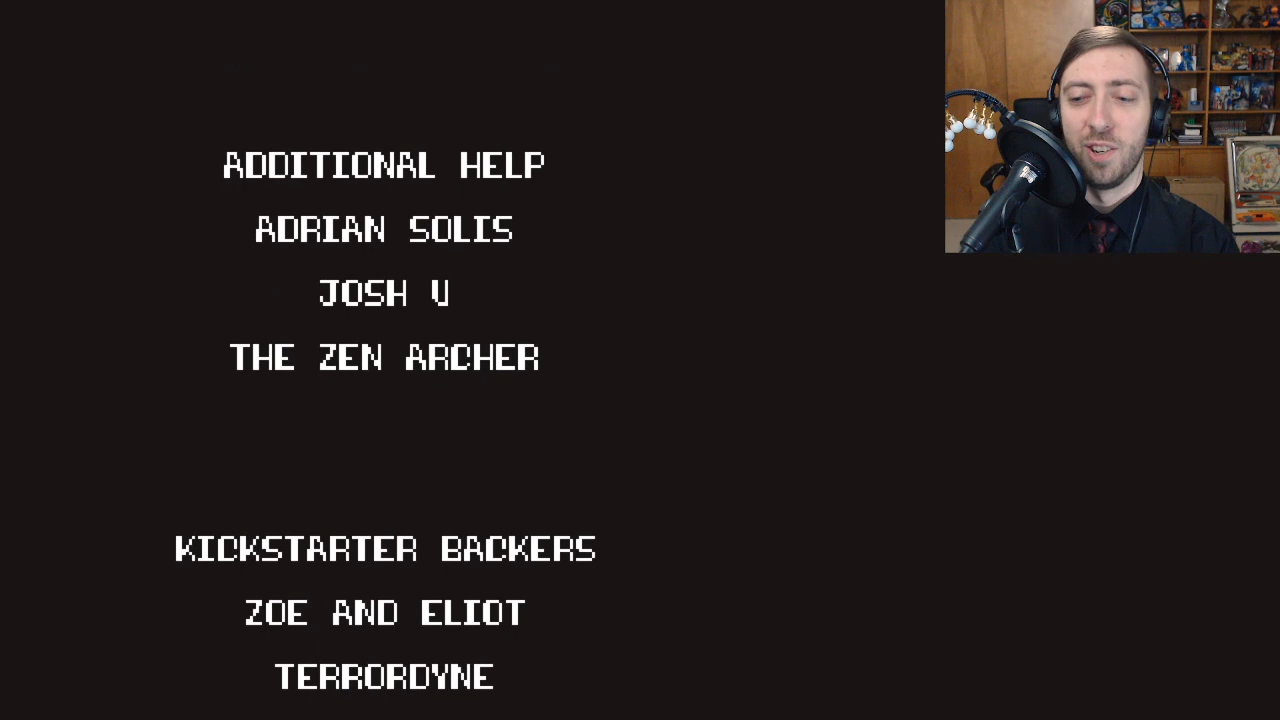 ADDITIONAL HELP
ADRIAN SOLIS
JOSH V
THE ZEN ARCHER
KICKSTARTER BACKERS
ZOE AND ELIOT
TERRORDYNE